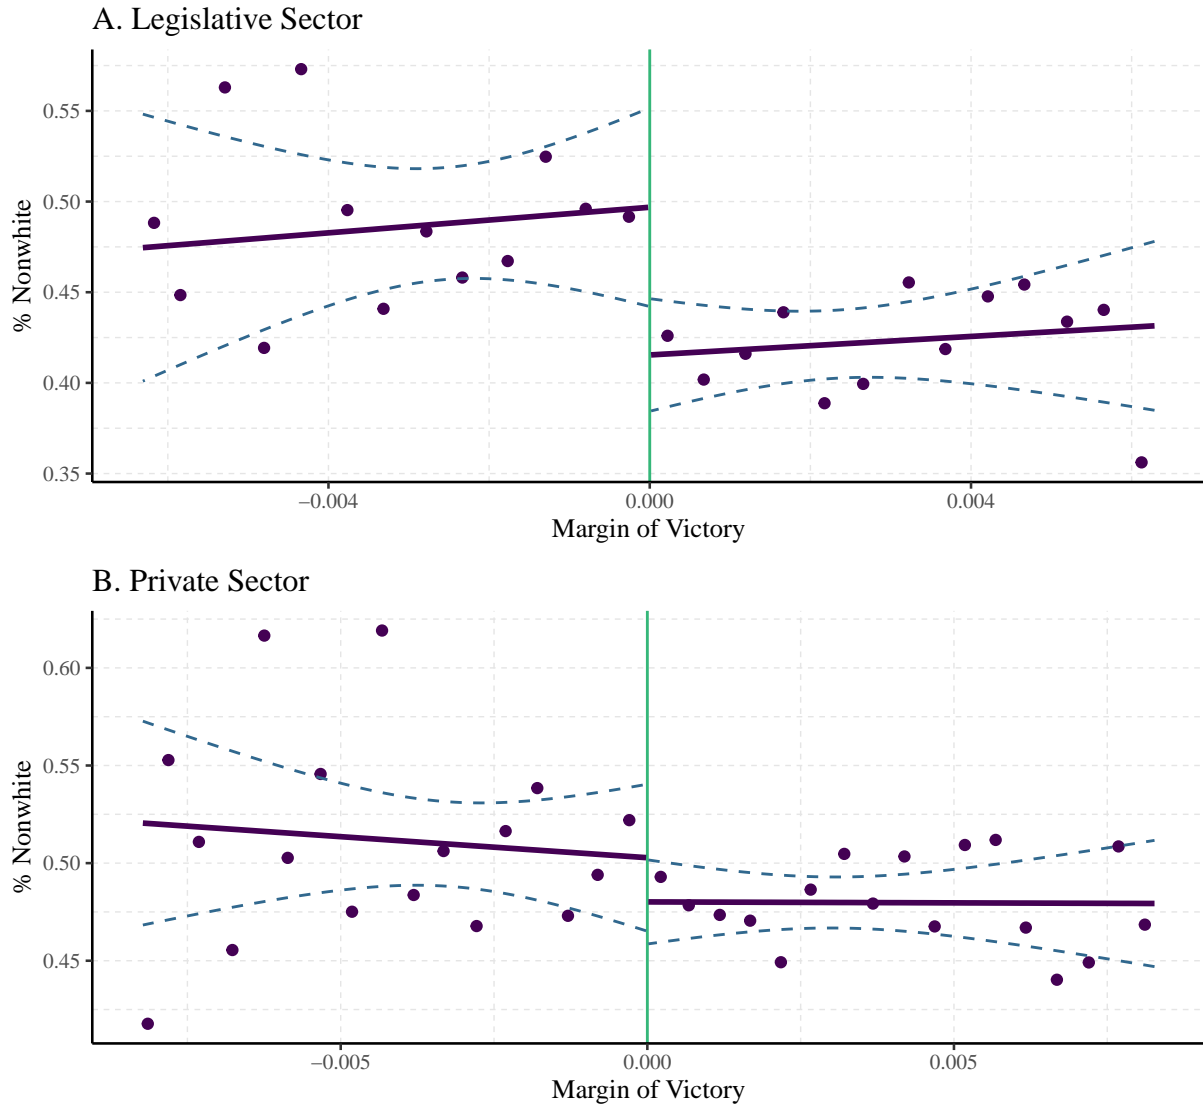 A. Legislative Sector
% Nonwhite
0.55
0.50
0.45
0.40
0.35
−0.004
0.000
0.004
Margin of Victory
B. Private Sector
% Nonwhite
0.60
0.55
0.50
0.45
−0.005
0.000
0.005
Margin of Victory